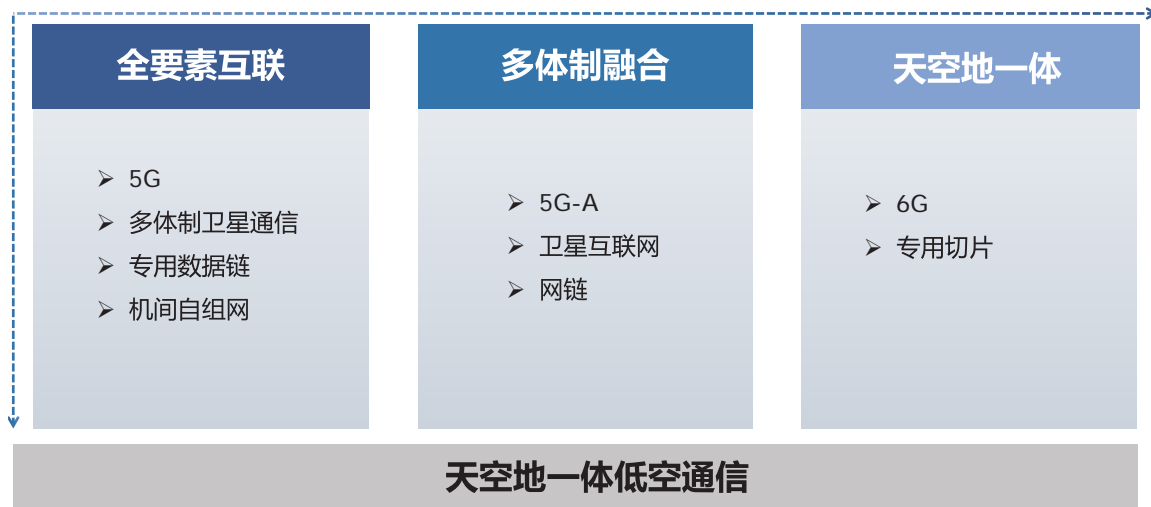 全要素互联
5G
多体制卫星通信
专用数据链
机间自组网
多体制融合
5G-A
卫星互联网
网链
天空地一体
6G
专用切片
天空地一体低空通信